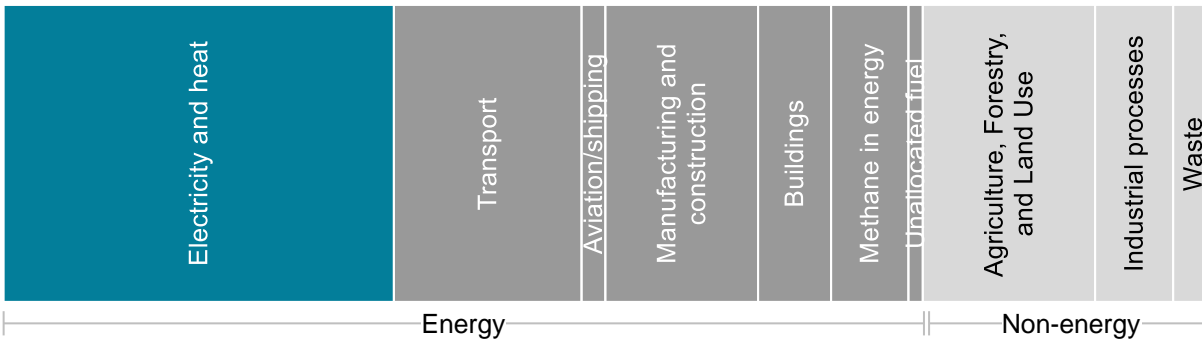 Electricity and heat
Transport
Aviation/shipping
Manufacturing and
construction
Buildings
Methane in energy
Unallocated fuel
Agriculture, Forestry,
and Land Use
Industrial processes
Waste
Energy
Non-energy